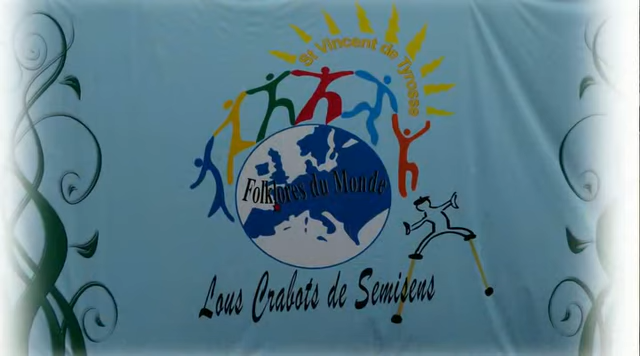 St Vincent de Tyrosse
Folklores du Monde
Lous Crabots de Semisens